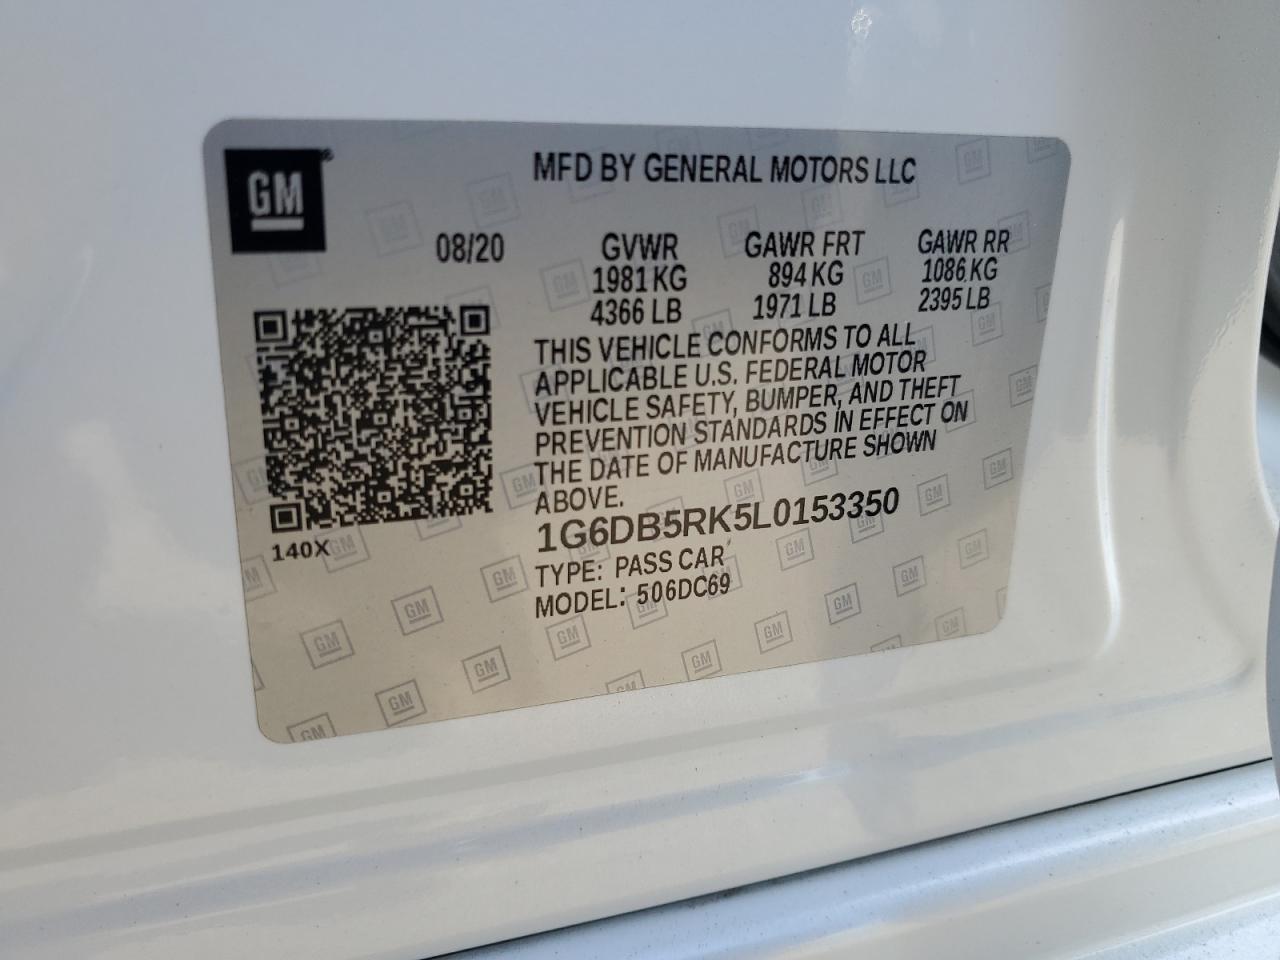 GM
MFD BY GENERAL MOTORS LLC
08/20 GVWR GAWR FRT GAWR RR
1981 KG 894 KG 1086 KG
4366 LB 1971 LB 2395 LB
THIS VEHICLE CONFORMS TO ALL
APPLICABLE U.S. FEDERAL MOTOR
VEHICLE SAFETY, BUMPER, AND THEFT
PREVENTION STANDARDS IN EFFECT ON
THE DATE OF MANUFACTURE SHOWN
ABOVE.
1G6DB5RK5L0153350
140X
TYPE: PASS CAR
MODEL: 506DC69